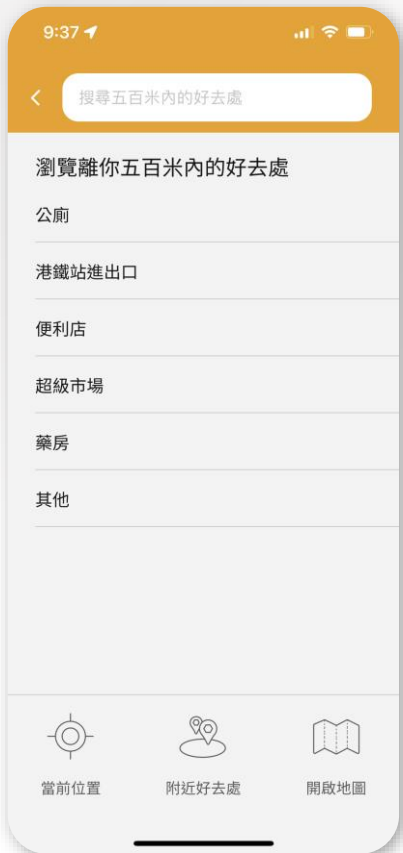 9:37
搜尋五百米內的好去處
瀏覽離你五百米內的好去處
公廁
港鐵站進出口
便利店
超級市場
藥房
其他
當前位置 附近好去處 開啟地圖